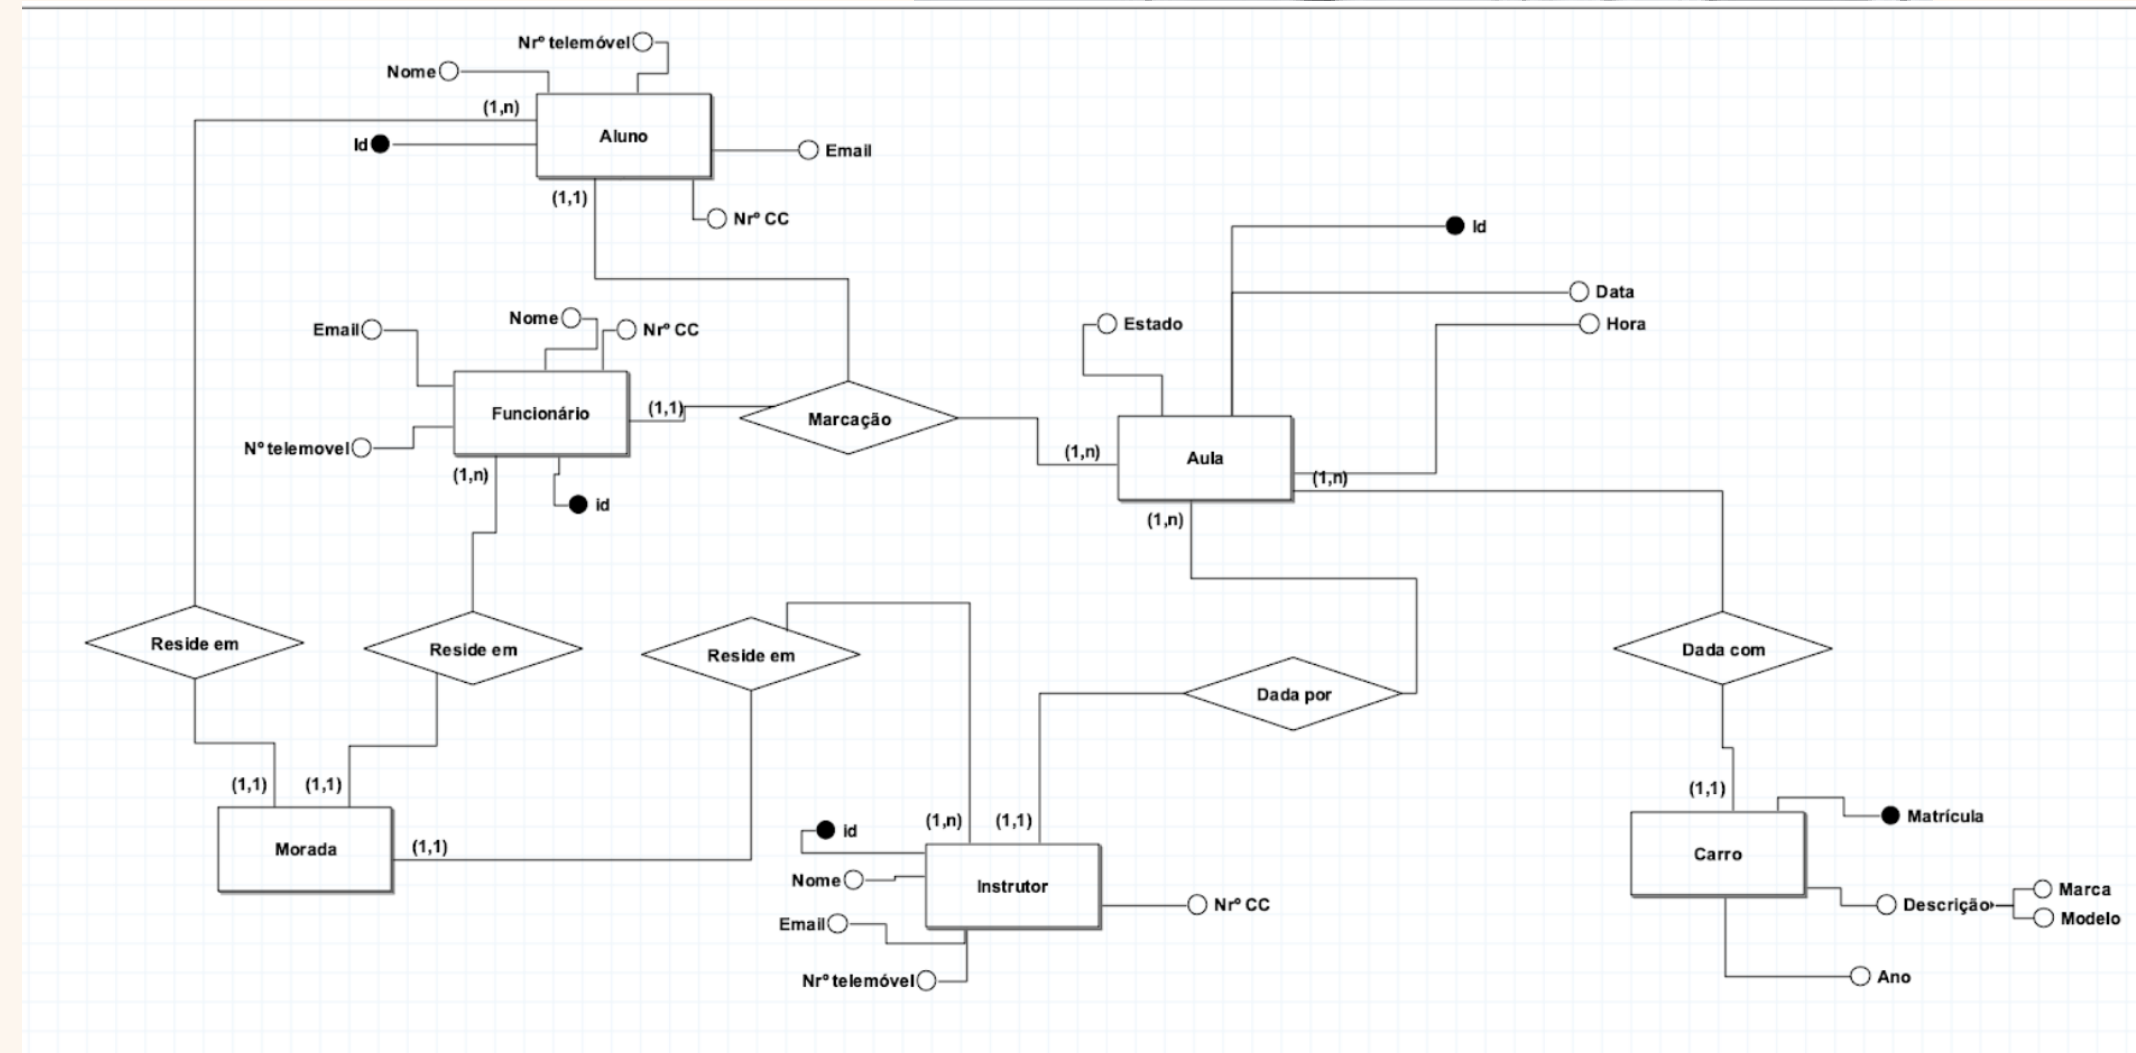 Nrº telemóvel
Nome
(1,n)
Id
Aluno
Email
(1,1)
Nrº CC
Id
Data
Hora
Estado
Nome
Nrº CC
Email
Funcionário
(1,1)
Marcação
Nº telemovel
(1,n)
id
(1,n)
Aula
(1,n)
(1,n)
Reside em
Reside em
Reside em
Dada por
Dada com
(1,1)
(1,1)
(1,1)
Morada
(1,1)
id
(1,n)
(1,1)
Nome
Instrutor
Email
Nrº CC
Nrº telemóvel
Matrícula
Carro
Descrição
Marca
Modelo
Ano